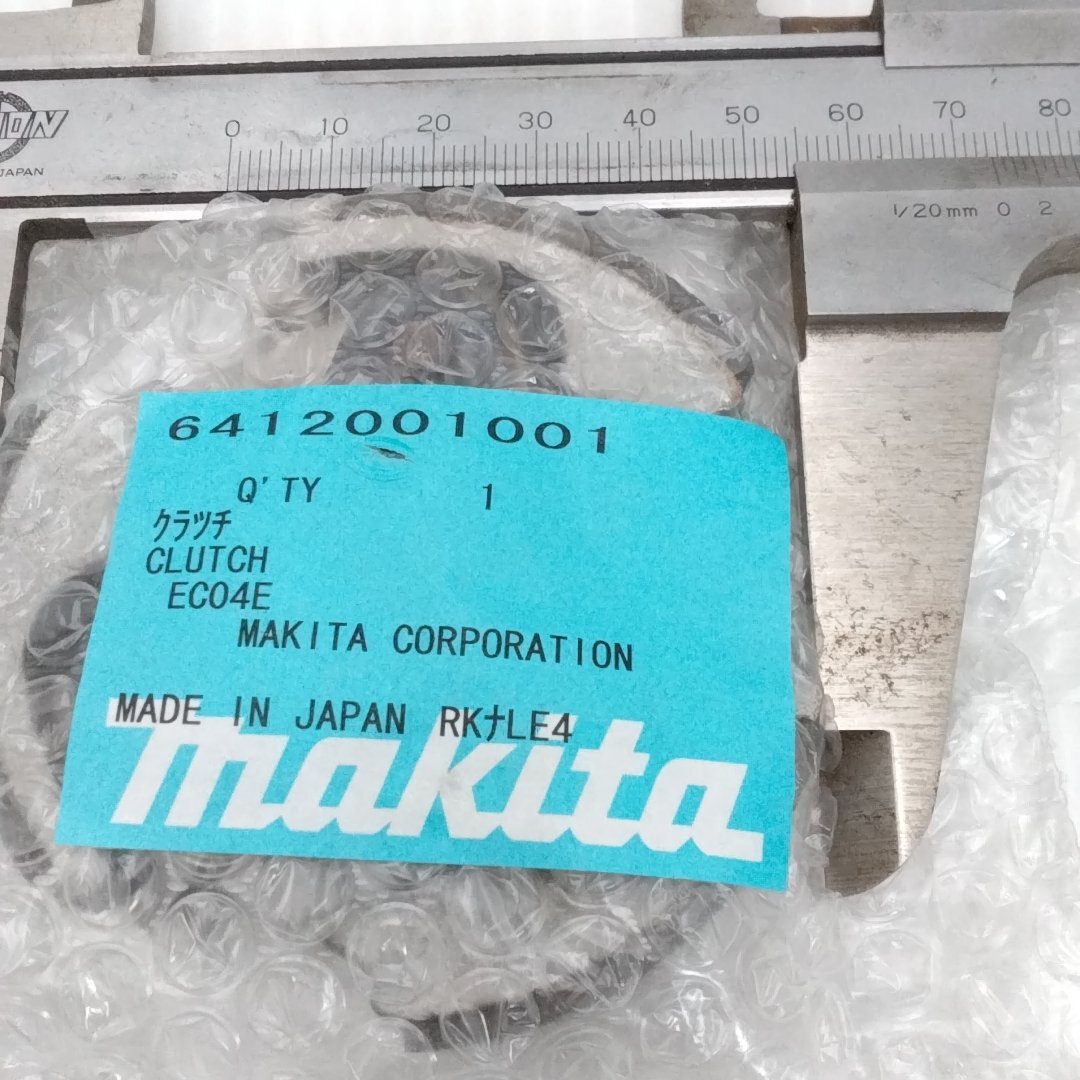 JAPAN
0 10 20 30 40 50 60 70 80
1/20mm 0 2
6412001001
Q'TY 1
クラツチ
CLUTCH
EC04E
MAKITA CORPORATION
MADE IN JAPAN RKナLE4
makita